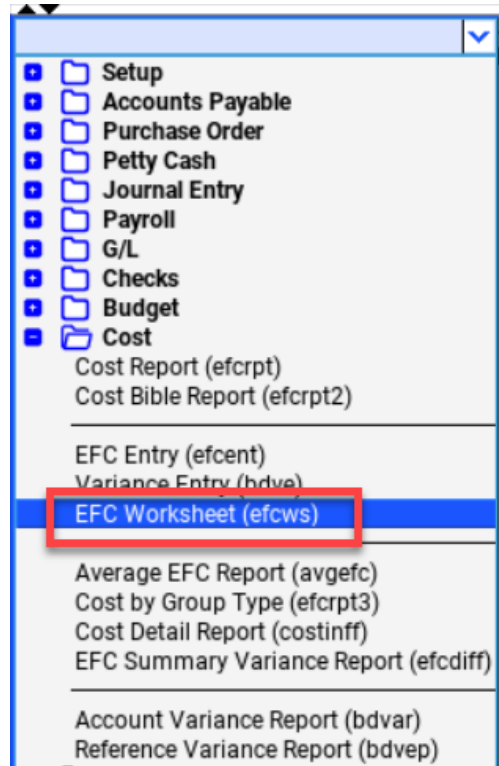 Setup
Accounts Payable
Purchase Order
Petty Cash
Journal Entry
Payroll
G/L
Checks
Budget
Cost
Cost Report (efcrpt)
Cost Bible Report (efcrpt2)
EFC Entry (efcent)
Variance Entry (bdve)
EFC Worksheet (efcws)
Average EFC Report (avgefc)
Cost by Group Type (efcrpt3)
Cost Detail Report (costinff)
EFC Summary Variance Report (efcdiff)
Account Variance Report (bdvar)
Reference Variance Report (bdvep)